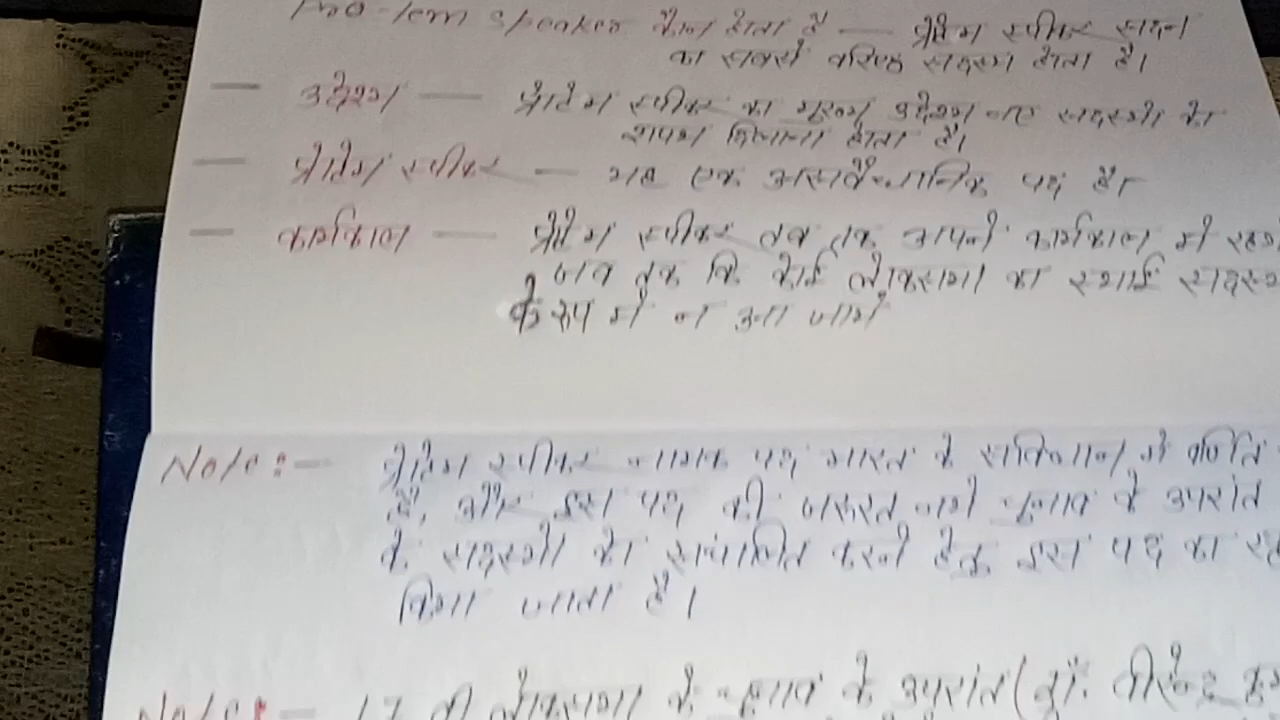 Pro-tem speaker कौन होता है — प्रोटेम स्पीकर सदन
का सबसे वरिष्ठ सदस्य होता है।
— उद्देश्य — प्रोटेम स्पीकर का मुख्य उद्देश्य नए सदस्यों को
शपथ दिलाना होता है।
— प्रोटेम स्पीकर — यह एक असवैंधानिक पद है।
— कार्यकाल — प्रोटेम स्पीकर तब तक अपने कार्यकाल में
जब तक कि कोई लोकसभा का स्थाई सदस्य
के रूप में न चुना जाये
Note:- प्रोटेम स्पीकर नामक पद भारत के सविधान में वर्णित
है, और इस पद की जरूरत नये चुनाव के उपरांत
के सदस्यों को संचालित करने हेतु इस पद का
किया जाता है।
Note:- 17 वी लोकसभा के चुनाव के उपरांत (डॉ. वीरेन्द्र